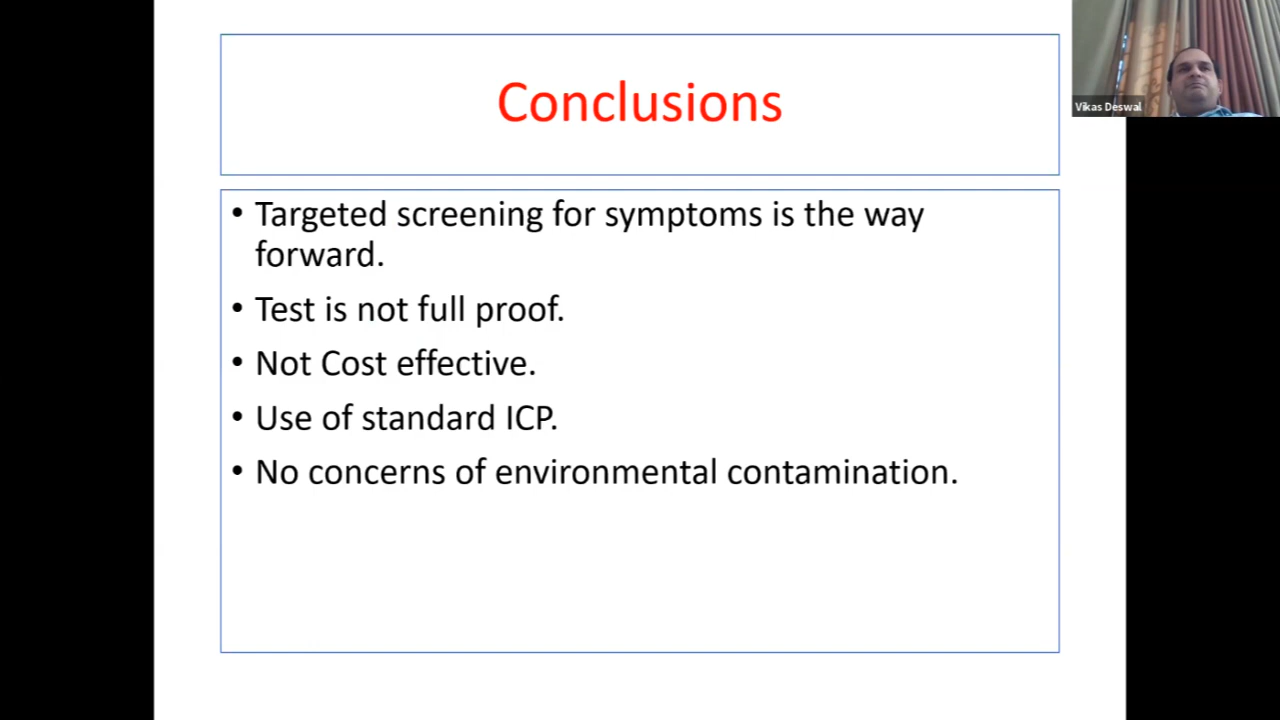 Conclusions
Vikas Deswal
• Targeted screening for symptoms is the way
forward.
• Test is not full proof.
• Not Cost effective.
• Use of standard ICP.
• No concerns of environmental contamination.